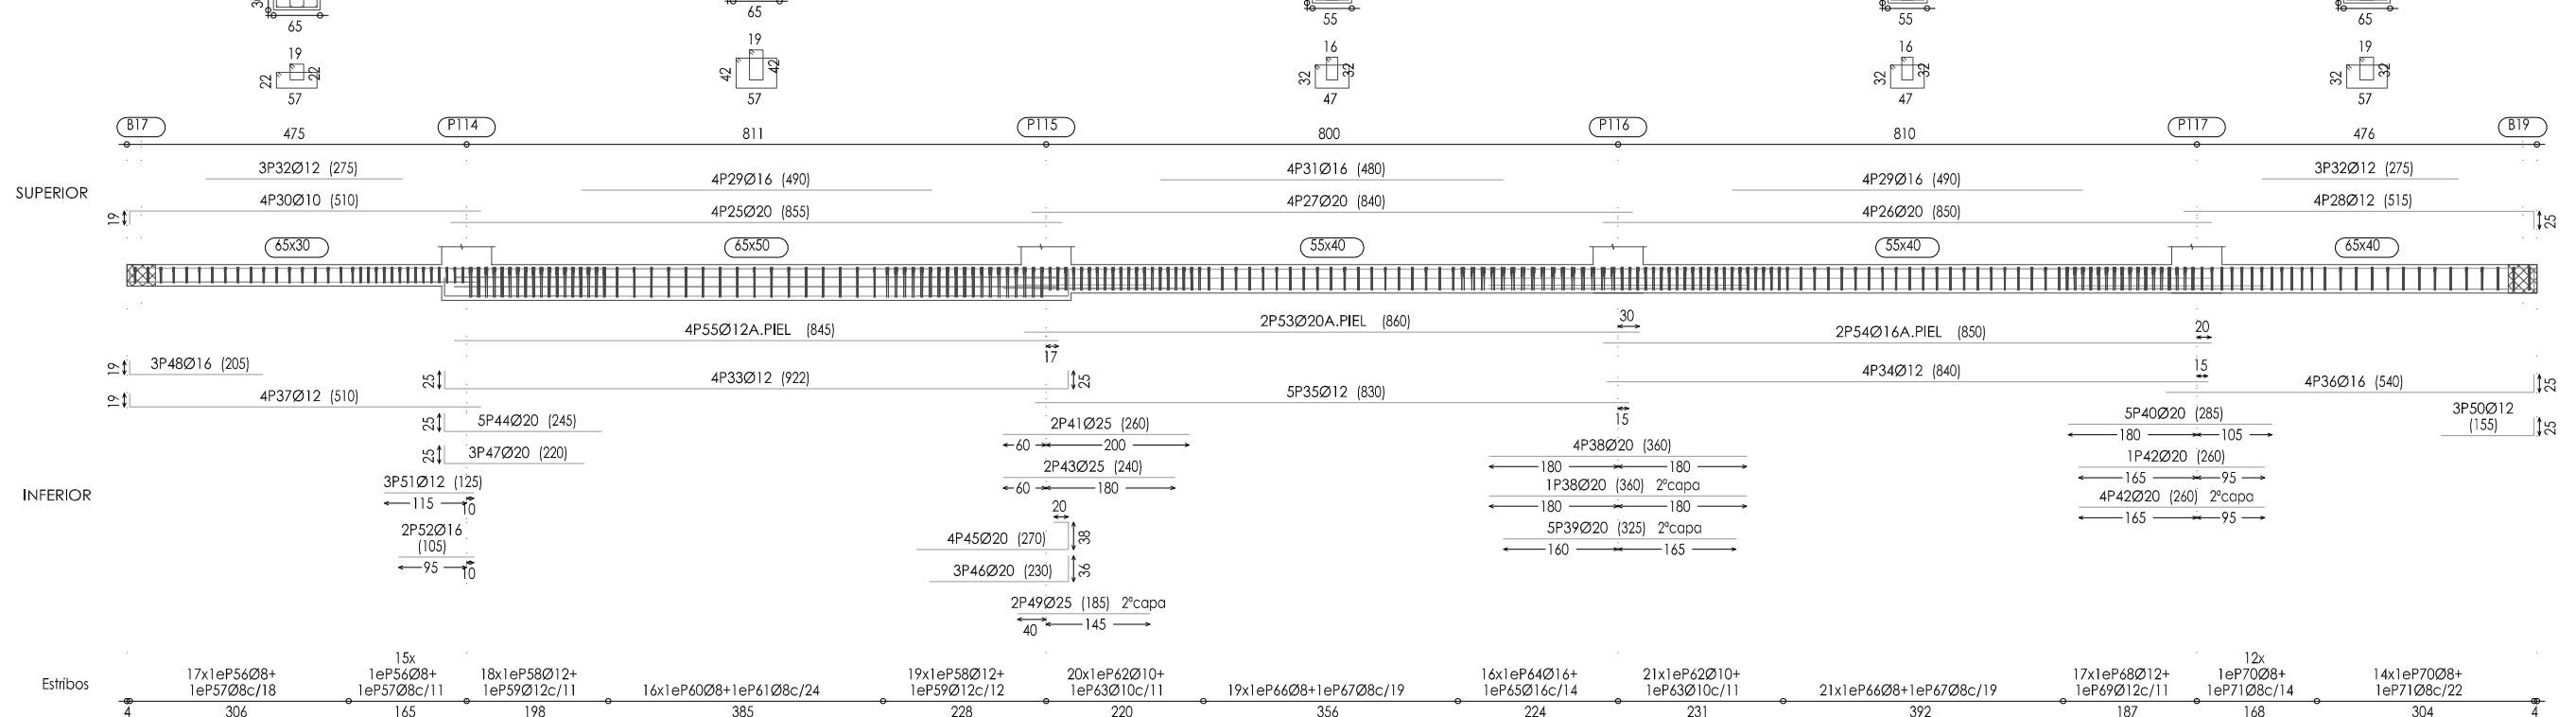 65 65 55 55 65
19 19 16 16 19
22 22 42 42 32 32 32 32 32 32
57 57 47 47 57
B17 P114 P115 P116 P117 B19
475 811 800 810 476
SUPERIOR
3P32Ø12 (275) 4P29Ø16 (490) 4P31Ø16 (480) 4P29Ø16 (490) 3P32Ø12 (275)
19 4P30Ø10 (510) 4P25Ø20 (855) 4P27Ø20 (840) 4P26Ø20 (850) 4P28Ø12 (515) 25
65x30 65x50 55x40 55x40 65x40
4P55Ø12A.PIEL (845) 17 2P53Ø20A.PIEL (860) 30 2P54Ø16A.PIEL (850) 20
19 3P48Ø16 (205) 25 4P33Ø12 (922) 25 4P34Ø12 (840) 15
19 4P37Ø12 (510) 5P35Ø12 (830) 15 4P36Ø16 (540) 25
25 5P44Ø20 (245) 2P41Ø25 (260) 5P40Ø20 (285) 3P50Ø12
(155) 25
60 200 180 105
25 3P47Ø20 (220) 2P43Ø25 (240) 4P38Ø20 (360) 1P42Ø20 (260)
60 180 180 180 165 95
INFERIOR
3P51Ø12 (125) 1P38Ø20 (360) 2ªcapa 4P42Ø20 (260) 2ªcapa
115 10 180 180 165 95
2P52Ø16
(105)
95 10
20
4P45Ø20 (270) 38 5P39Ø20 (325) 2ªcapa
160 165
3P46Ø20 (230) 36
2P49Ø25 (185) 2ªcapa
40 145
Estribos
17x1eP56Ø8+
1eP57Ø8c/18
15x
1eP56Ø8+
1eP57Ø8c/11
18x1eP58Ø12+
1eP59Ø12c/11
16x1eP60Ø8+1eP61Ø8c/24
19x1eP58Ø12+
1eP59Ø12c/12
20x1eP62Ø10+
1eP63Ø10c/11
19x1eP66Ø8+1eP67Ø8c/19
16x1eP64Ø16+
1eP65Ø16c/14
21x1eP62Ø10+
1eP63Ø10c/11
21x1eP66Ø8+1eP67Ø8c/19
17x1eP68Ø12+
1eP69Ø12c/11
12x
1eP70Ø8+
1eP71Ø8c/14
14x1eP70Ø8+
1eP71Ø8c/22
4 306 165 198 385 228 220 356 224 231 392 187 168 304 4